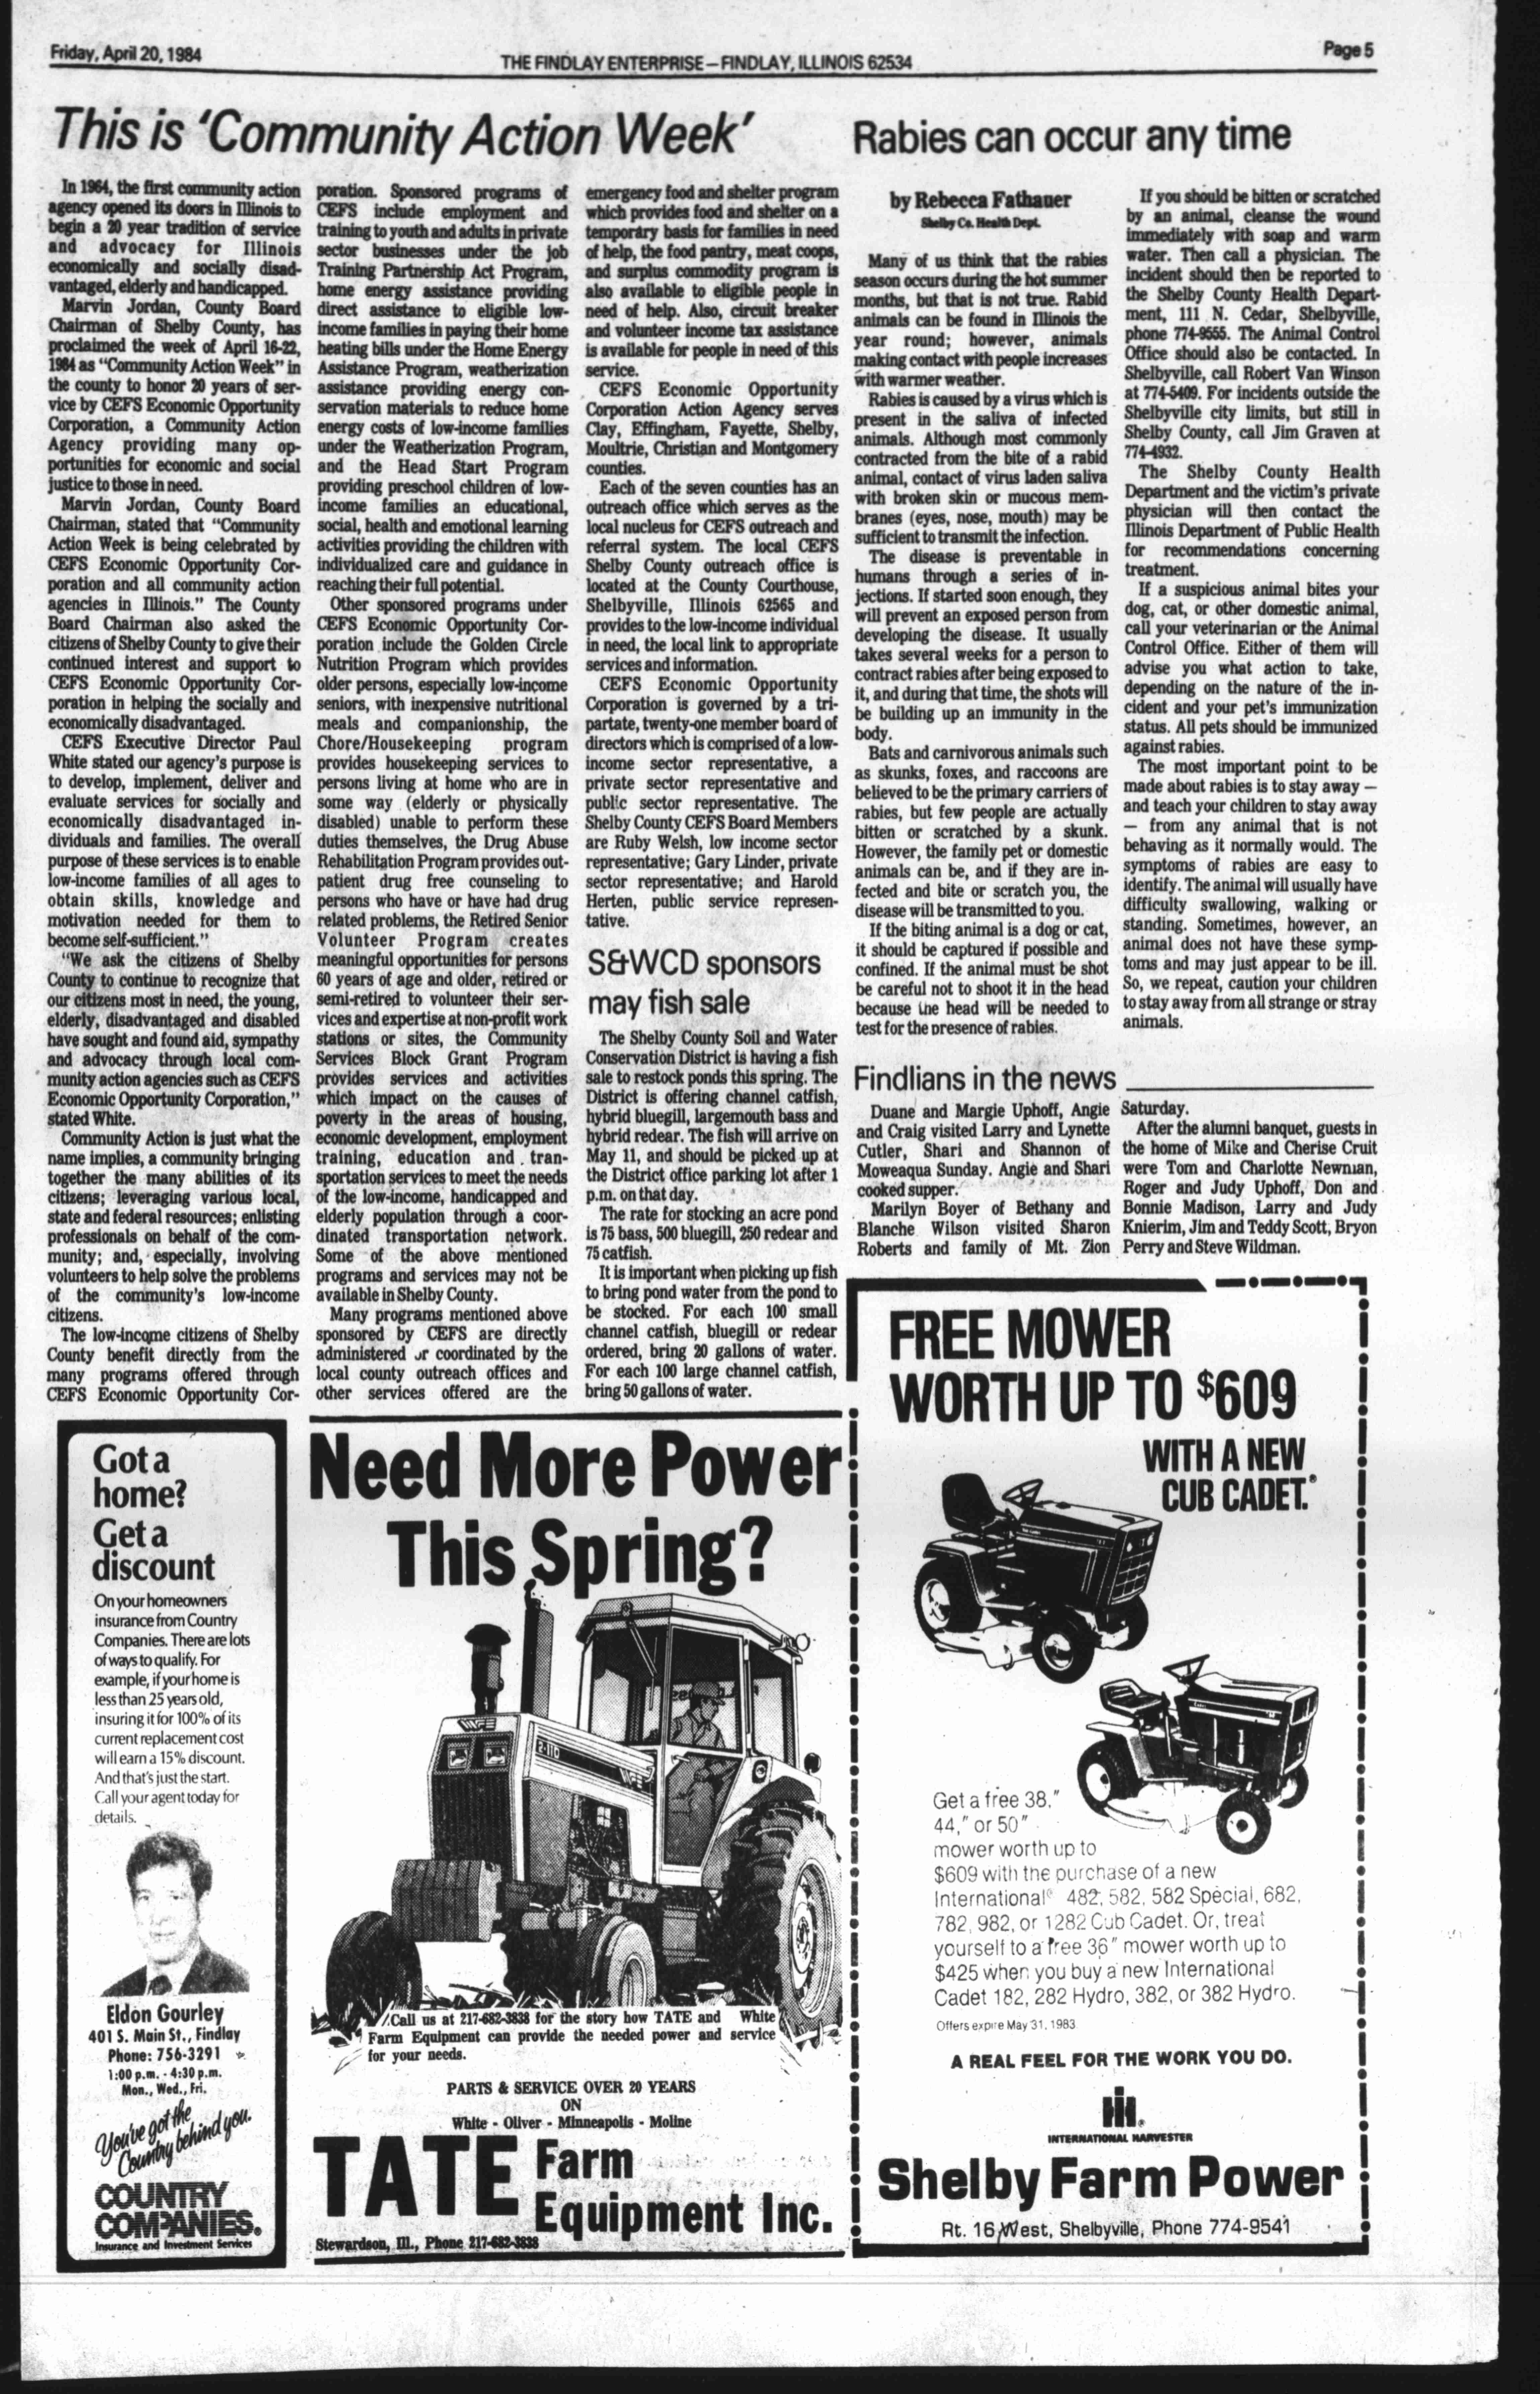 Friday, April 20, 1984
THE FINDLAY ENTERPRISE—FINDLAY, ILLINOIS 62534
Page 5
This is 'Community Action Week'
In 1964, the first community action
agency opened its doors in Illinois to
begin a 20 year tradition of service
and advocacy for Illinois
economically and socially disad-
vantaged, elderly and handicapped.
Marvin Jordan, County Board
Chairman of Shelby County, has
proclaimed the week of April 16-22,
1984 as "Community Action Week" in
the county to honor 20 years of ser-
vice by CEFS Economic Opportunity
Corporation, a Community Action
Agency providing many op-
portunities for economic and social
justice to those in need.
Marvin Jordan, County Board
Chairman, stated that "Community
Action Week is being celebrated by
CEFS Economic Opportunity Cor-
poration and all community action
agencies in Illinois." The County
Board Chairman also asked the
citizens of Shelby County to give their
continued interest and support to
CEFS Economic Opportunity Cor-
poration in helping the socially and
economically disadvantaged.
CEFS Executive Director Paul
White stated our agency's purpose is
to develop, implement, deliver and
evaluate services for socially and
economically disadvantaged in-
dividuals and families. The overall
purpose of these services is to enable
low-income families of all ages to
obtain skills, knowledge and
motivation needed for them to
become self-sufficient."
"We ask the citizens of Shelby
County to continue to recognize that
our citizens most in need, the young,
elderly, disadvantaged and disabled
have sought and found aid, sympathy
and advocacy through local com-
munity action agencies such as CEFS
Economic Opportunity Corporation,"
stated White.
Community Action is just what the
name implies, a community bringing
together the many abilities of its
citizens; leveraging various local,
state and federal resources; enlisting
professionals on behalf of the com-
munity; and, especially, involving
volunteers to help solve the problems
of the community's low-income
citizens.
The low-income citizens of Shelby
County benefit directly from the
many programs offered through
CEFS Economic Opportunity Cor-
poration. Sponsored programs of
CEFS include employment and
training to youth and adults in private
sector businesses under the job
Training Partnership Act Program,
home energy assistance providing
direct assistance to eligible low-
income families in paying their home
heating bills under the Home Energy
Assistance Program, weatherization
assistance providing energy con-
servation materials to reduce home
energy costs of low-income families
under the Weatherization Program,
and the Head Start Program
providing preschool children of low-
income families an educational,
social, health and emotional learning
activities providing the children with
individualized care and guidance in
reaching their full potential.
Other sponsored programs under
CEFS Economic Opportunity Cor-
poration include the Golden Circle
Nutrition Program which provides
older persons, especially low-income
seniors, with inexpensive nutritional
meals and companionship, the
Chore/Housekeeping program
provides housekeeping services to
persons living at home who are in
some way (elderly or physically
disabled) unable to perform these
duties themselves, the Drug Abuse
Rehabilitation Program provides out-
patient drug free counseling to
persons who have or have had drug
related problems, the Retired Senior
Volunteer Program creates
meaningful opportunities for persons
60 years of age and older, retired or
semi-retired to volunteer their ser-
vices and expertise at non-profit work
stations or sites, the Community
Services Block Grant Program
provides services and activities
which impact on the causes of
poverty in the areas of housing,
economic development, employment
training, education and tran-
sportation services to meet the needs
of the low-income, handicapped and
elderly population through a coor-
dinated transportation network.
Some of the above mentioned
programs and services may not be
available in Shelby County.
Many programs mentioned above
sponsored by CEFS are directly
administered or coordinated by the
local county outreach offices and
other services offered are the
emergency food and shelter program
which provides food and shelter on a
temporary basis for families in need
of help, the food pantry, meat coops,
and surplus commodity program is
also available to eligible people in
need of help. Also, circuit breaker
and volunteer income tax assistance
is available for people in need of this
service.
CEFS Economic Opportunity
Corporation Action Agency serves
Clay, Effingham, Fayette, Shelby,
Moultrie, Christian and Montgomery
counties.
Each of the seven counties has an
outreach office which serves as the
local nucleus for CEFS outreach and
referral system. The local CEFS
Shelby County outreach office is
located at the County Courthouse,
Shelbyville, Illinois 62565 and
provides to the low-income individual
in need, the local link to appropriate
services and information.
CEFS Economic Opportunity
Corporation is governed by a tri-
partate, twenty-one member board of
directors which is comprised of a low-
income sector representative, a
private sector representative and
public sector representative. The
Shelby County CEFS Board Members
are Ruby Welsh, low income sector
representative; Gary Linder, private
sector representative; and Harold
Herten, public service represen-
tative.
S&WCD sponsors
may fish sale
The Shelby County Soil and Water
Conservation District is having a fish
sale to restock ponds this spring. The
District is offering channel catfish,
hybrid bluegill, largemouth bass and
hybrid redear. The fish will arrive on
May 11, and should be picked up at
the District office parking lot after 1
p.m. on that day.
The rate for stocking an acre pond
is 75 bass, 500 bluegill, 250 redear and
75 catfish.
It is important when picking up fish
to bring pond water from the pond to
be stocked. For each 100 small
channel catfish, bluegill or redear
ordered, bring 20 gallons of water.
For each 100 large channel catfish,
bring 50 gallons of water.
Rabies can occur any time
by Rebecca Fathauer
Shelby Co. Health Dept.
Many of us think that the rabies
season occurs during the hot summer
months, but that is not true. Rabid
animals can be found in Illinois the
year round; however, animals
making contact with people increases
with warmer weather.
Rabies is caused by a virus which is
present in the saliva of infected
animals. Although most commonly
contracted from the bite of a rabid
animal, contact of virus laden saliva
with broken skin or mucous mem-
branes (eyes, nose, mouth) may be
sufficient to transmit the infection.
The disease is preventable in
humans through a series of in-
jections. If started soon enough, they
will prevent an exposed person from
developing the disease. It usually
takes several weeks for a person to
contract rabies after being exposed to
it, and during that time, the shots will
be building up an immunity in the
body.
Bats and carnivorous animals such
as skunks, foxes, and raccoons are
believed to be the primary carriers of
rabies, but few people are actually
bitten or scratched by a skunk.
However, the family pet or domestic
animals can be, and if they are in-
fected and bite or scratch you, the
disease will be transmitted to you.
If the biting animal is a dog or cat,
it should be captured if possible and
confined. If the animal must be shot
be careful not to shoot it in the head
because the head will be needed to
test for the presence of rabies.
If you should be bitten or scratched
by an animal, cleanse the wound
immediately with soap and warm
water. Then call a physician. The
incident should then be reported to
the Shelby County Health Depart-
ment, 111 N. Cedar, Shelbyville,
phone 774-9555. The Animal Control
Office should also be contacted. In
Shelbyville, call Robert Van Winson
at 774-5409. For incidents outside the
Shelbyville city limits, but still in
Shelby County, call Jim Graven at
774-4932.
The Shelby County Health
Department and the victim's private
physician will then contact the
Illinois Department of Public Health
for recommendations concerning
treatment.
If a suspicious animal bites your
dog, cat, or other domestic animal,
call your veterinarian or the Animal
Control Office. Either of them will
advise you what action to take,
depending on the nature of the in-
cident and your pet's immunization
status. All pets should be immunized
against rabies.
The most important point to be
made about rabies is to stay away —
and teach your children to stay away
— from any animal that is not
behaving as it normally would. The
symptoms of rabies are easy to
identify. The animal will usually have
difficulty swallowing, walking or
standing. Sometimes, however, an
animal does not have these symp-
toms and may just appear to be ill.
So, we repeat, caution your children
to stay away from all strange or stray
animals.
Findlians in the news
Duane and Margie Uphoff, Angie
and Craig visited Larry and Lynette
Cutler, Shari and Shannon of
Moweaqua Sunday. Angie and Shari
cooked supper.
Marilyn Boyer of Bethany and
Blanche Wilson visited Sharon
Roberts and family of Mt. Zion
Saturday.
After the alumni banquet, guests in
the home of Mike and Cherise Cruit
were Tom and Charlotte Newman,
Roger and Judy Uphoff, Don and
Bonnie Madison, Larry and Judy
Knierim, Jim and Teddy Scott, Bryon
Perry and Steve Wildman.
Got a
home?
Get a
discount
On your homeowners
insurance from Country
Companies. There are lots
of ways to qualify. For
example, if your home is
less than 25 years old,
insuring it for 100% of its
current replacement cost
will earn a 15% discount.
And that's just the start.
Call your agent today for
details.
Eldon Gourley
401 S. Main St., Findlay
Phone: 756-3291
1:00 p.m. - 4:30 p.m.
Mon., Wed., Fri.
You've got the
Country behind you.
COUNTRY
COMPANIES.
Insurance and Investment Services
Need More Power
This Spring?
WFE
2-110
WFE
Call us at 217-682-3838 for the story how TATE and White
Farm Equipment can provide the needed power and service
for your needs.
PARTS & SERVICE OVER 20 YEARS
ON
White - Oliver - Minneapolis - Moline
TATE Farm
Equipment Inc.
Stewardson, Ill., Phone 217-682-3838
FREE MOWER
WORTH UP TO $609
WITH A NEW
CUB CADET.®
Get a free 38,"
44," or 50"
mower worth up to
$609 with the purchase of a new
International® 482, 582, 582 Special, 682,
782, 982, or 1282 Cub Cadet. Or, treat
yourself to a free 36" mower worth up to
$425 when you buy a new International
Cadet 182, 282 Hydro, 382, or 382 Hydro.
Offers expire May 31, 1983
A REAL FEEL FOR THE WORK YOU DO.
INTERNATIONAL HARVESTER
Shelby Farm Power
Rt. 16 West, Shelbyville, Phone 774-9541